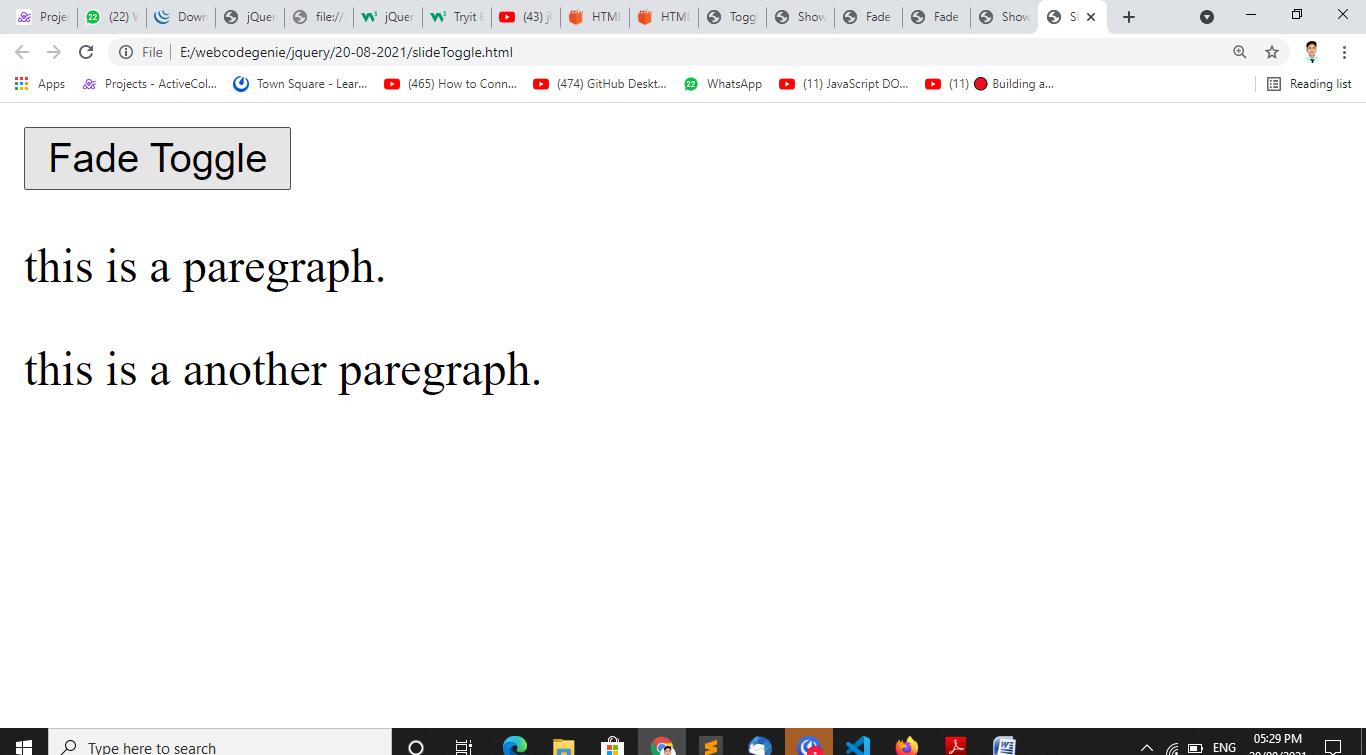 Proje (22) W Dowr jQuer file:// jQuer Tryit E (43) j HTML HTML Toggl Show Fade Fade Show Sl
File E:/webcodegenie/jquery/20-08-2021/slideToggle.html
Apps Projects - ActiveCol... Town Square - Lear... (465) How to Conn... (474) GitHub Deskt... 22 WhatsApp (11) JavaScript DO... (11) Building a... Reading list
Fade Toggle
this is a paregraph.
this is a another paregraph.
Type here to search ENG 05:29 PM